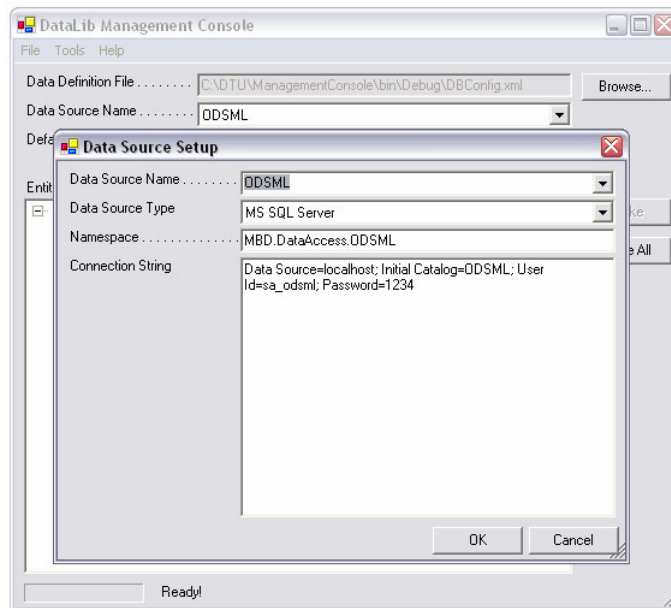 DataLib Management Console
File Tools Help
Data Definition File . . . . . . . . C:\DTU\ManagementConsole\bin\Debug\DBConfig.xml Browse...
Data Source Name . . . . . . . . ODSML
Data Source Setup
Data Source Name . . . . . . . . ODSML
Data Source Type MS SQL Server
Namespace . . . . . . . . . . . . . MBD.DataAccess.ODSML
Connection String Data Source=localhost; Initial Catalog=ODSML; User
Id=sa_odsml; Password=1234
All
OK Cancel
Ready!